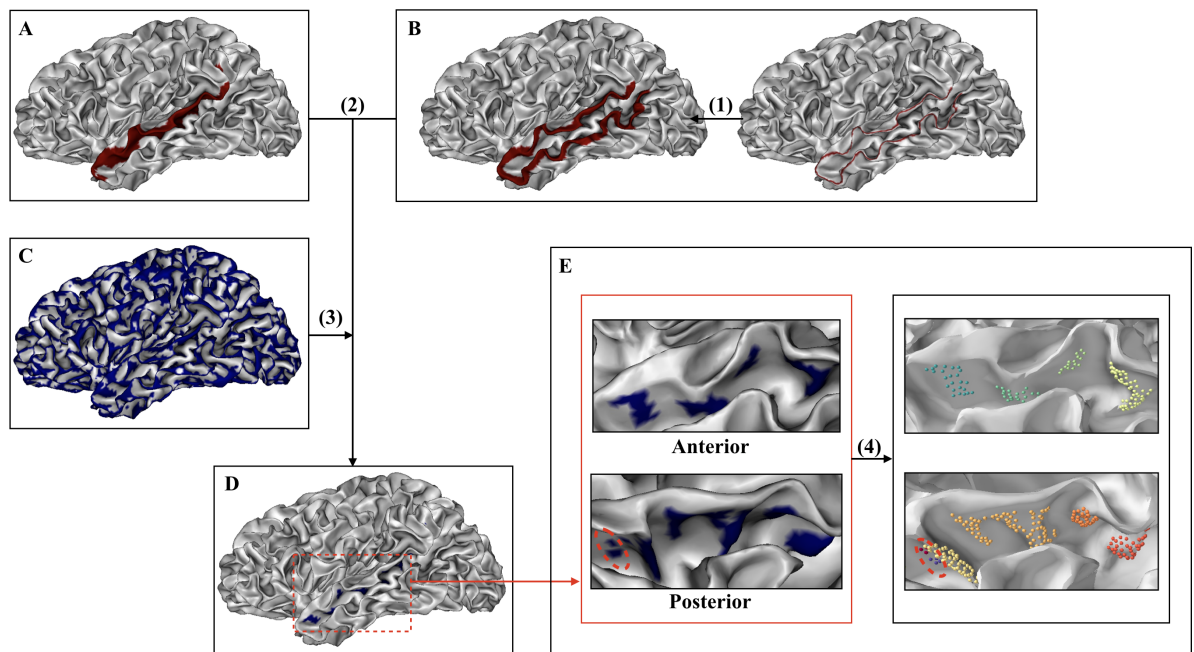 A
B
(2)
(1)
C
E
(3)
Anterior
(4)
D
Posterior